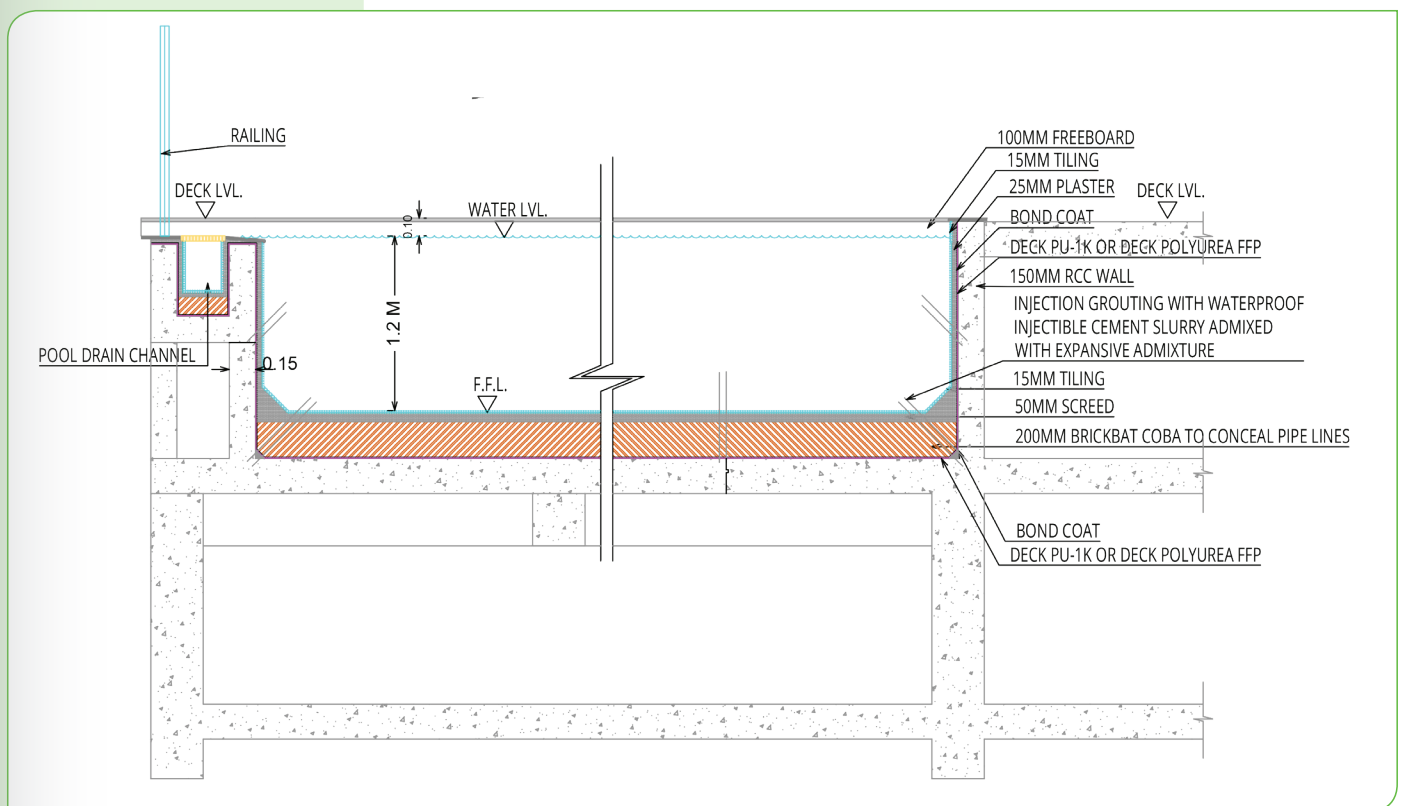 RAILING
DECK LVL.
WATER LVL.
0.10
1.2 M
F.F.L.
POOL DRAIN CHANNEL
0.15
100MM FREEBOARD
15MM TILING
25MM PLASTER
DECK LVL.
BOND COAT
DECK PU-1K OR DECK POLYUREA FFP
150MM RCC WALL
INJECTION GROUTING WITH WATERPROOF
INJECTIBLE CEMENT SLURRY ADMIXED
WITH EXPANSIVE ADMIXTURE
15MM TILING
50MM SCREED
200MM BRICKBAT COBA TO CONCEAL PIPE LINES
BOND COAT
DECK PU-1K OR DECK POLYUREA FFP